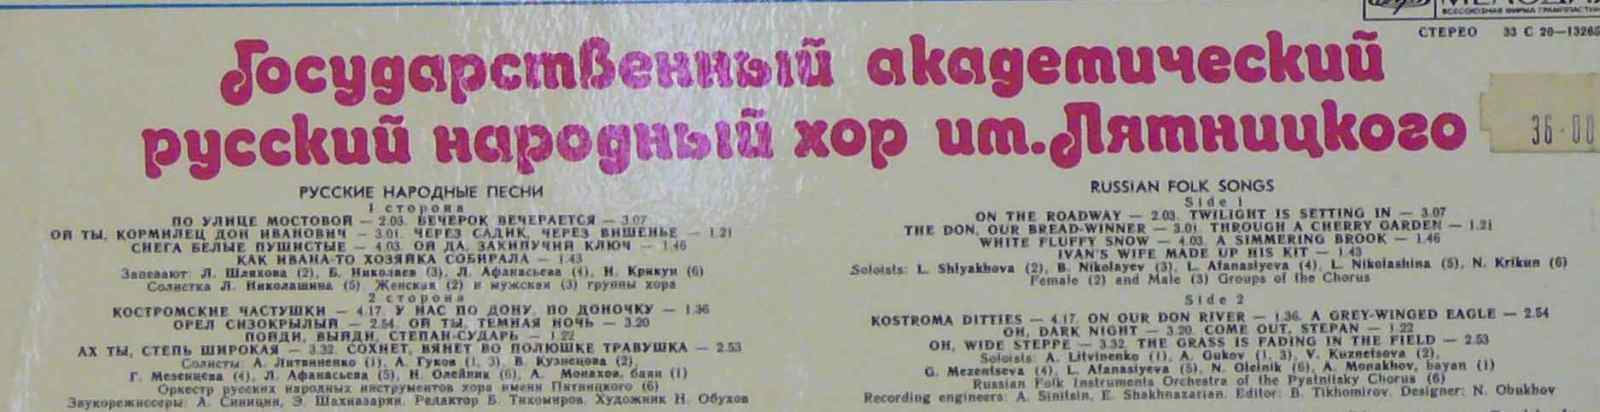 МЕЛОДИЯ
ВСЕСОЮЗНАЯ ФИРМА ГРАМПЛАСТИНОК
СТЕРЕО 33 С 20—13265
Государственный академический
русский народный хор им. Пятницкого
36-00
РУССКИЕ НАРОДНЫЕ ПЕСНИ
1 сторона
ПО УЛИЦЕ МОСТОВОЙ — 2.03. ВЕЧЕРОК ВЕЧЕРАЕТСЯ — 3.07
ОЙ ТЫ, КОРМИЛЕЦ ДОН ИВАНОВИЧ — 3.01. ЧЕРЕЗ САДИК, ЧЕРЕЗ ВИШЕНЬЕ — 1.21
СНЕГА БЕЛЫЕ ПУШИСТЫЕ — 4.03. ОЙ ДА, ЗАКИПУЧИЙ КЛЮЧ — 1.46
КАК ИВАНА-ТО ХОЗЯЙКА СОБИРАЛА — 1.43
Запевают: Л. Шляхова (2), Б. Николаев (3), Л. Афанасьева (4), Н. Крикун (6)
Солистка Л. Николашина (5). Женская (2) и мужская (3) группы хора
2 сторона
КОСТРОМСКИЕ ЧАСТУШКИ — 4.17. У НАС ПО ДОНУ, ПО ДОНОЧКУ — 1.36
ОРЕЛ СИЗОКРЫЛЫЙ — 2.54. ОЙ ТЫ, ТЕМНАЯ НОЧЬ — 3.20
ПОЙДИ, ВЫЙДИ, СТЕПАН-СУДАРЬ — 1.22
АХ ТЫ, СТЕПЬ ШИРОКАЯ — 3.32. СОХНЕТ, ВЯНЕТ ВО ПОЛЮШКЕ ТРАВУШКА — 2.53
Солисты: А. Литвиненко (1), А. Гуков (1, 3), В. Кузнецова (2),
Г. Мезенцева (4), Л. Афанасьева (5), Н. Олейник (6), А. Монахов, баян (1)
Оркестр русских народных инструментов хора имени Пятницкого (6)
Звукорежиссеры: А. Синицин, Э. Шахназарян. Редактор Б. Тихомиров. Художник Н. Обухов
RUSSIAN FOLK SONGS
Side 1
ON THE ROADWAY — 2.03. TWILIGHT IS SETTING IN — 3.07
THE DON, OUR BREAD-WINNER — 3.01. THROUGH A CHERRY GARDEN — 1.21
WHITE FLUFFY SNOW — 4.03. A SIMMERING BROOK — 1.46
IVAN'S WIFE MADE UP HIS KIT — 1.43
Soloists: L. Shlyakhova (2), B. Nikolayev (3), L. Afanasiyeva (4), L. Nikolashina (5), N. Krikun (6)
Female (2) and Male (3) Groups of the Chorus
Side 2
KOSTROMA DITTIES — 4.17. ON OUR DON RIVER — 1.36. A GREY-WINGED EAGLE — 2.54
OH, DARK NIGHT — 3.20. COME OUT, STEPAN — 1.22
OH, WIDE STEPPE — 3.32. THE GRASS IS FADING IN THE FIELD — 2.53
Soloists: A. Litvinenko (1), A. Gukov (1, 3), V. Kuznetsova (2),
G. Mezentseva (4), L. Afanasiyeva (5), N. Oleinik (6), A. Monakhov, bayan (1)
Russian Folk Instruments Orchestra of the Pyatnitsky Chorus (6)
Recording engineers: A. Sinitsin, E. Shakhnazarian. Editor: B. Tikhomirov. Designer: N. Obukhov